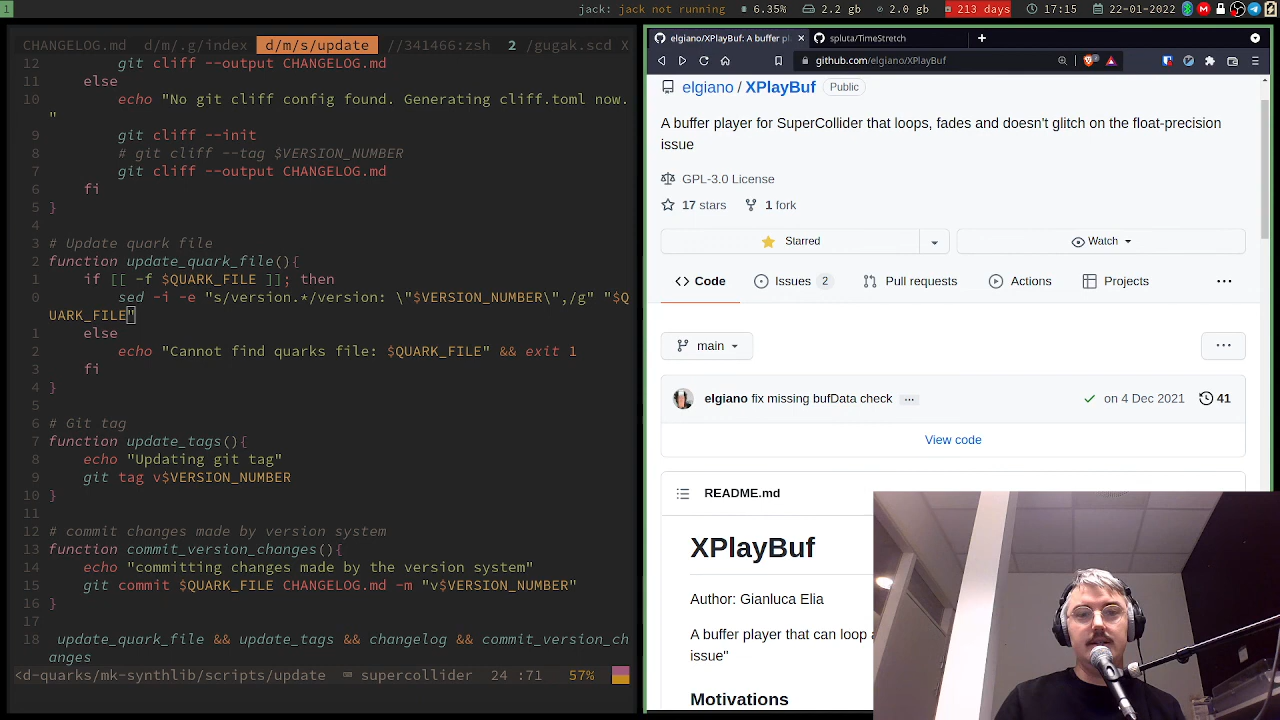 1
jack: jack not running
6.35%
2.2 gb
2.0 gb
213 days
17:15
22-01-2022
CHANGELOG.md d/m/.g/index d/m/s/update //341466:zsh 2 /gugak.scd X
12 git cliff --output CHANGELOG.md
11 else
10 echo "No git cliff config found. Generating cliff.toml now.
"
9 git cliff --init
8 # git cliff --tag $VERSION_NUMBER
7 git cliff --output CHANGELOG.md
6 fi
5 }
4
3 # Update quark file
2 function update_quark_file(){
1 if [[ -f $QUARK_FILE ]]; then
0 sed -i -e "s/version.*/version: \"$VERSION_NUMBER\",/g" "$Q
UARK_FILE"
1 else
2 echo "Cannot find quarks file: $QUARK_FILE" && exit 1
3 fi
4 }
5
6 # Git tag
7 function update_tags(){
8 echo "Updating git tag"
9 git tag v$VERSION_NUMBER
10 }
11
12 # commit changes made by version system
13 function commit_version_changes(){
14 echo "committing changes made by the version system"
15 git commit $QUARK_FILE CHANGELOG.md -m "v$VERSION_NUMBER"
16 }
17
18 update_quark_file && update_tags && changelog && commit_version_ch
anges
<d-quarks/mk-synthlib/scripts/update supercollider 24 :71 57%
elgiano/XPlayBuf: A buffer pl
spluta/TimeStretch
github.com/elgiano/XPlayBuf
elgiano / XPlayBuf Public
A buffer player for SuperCollider that loops, fades and doesn't glitch on the float-precision
issue
GPL-3.0 License
17 stars 1 fork
Starred
Watch
Code Issues 2 Pull requests Actions Projects
main
elgiano fix missing bufData check on 4 Dec 2021 41
View code
README.md
XPlayBuf
Author: Gianluca Elia
A buffer player that can loop
issue"
Motivations